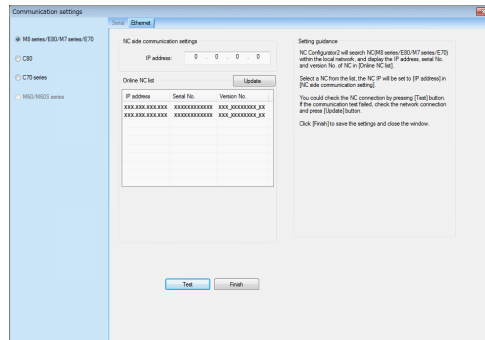 Communication settings
Serial Ethernet
M8 series/E80/M7 series/E70
C80
C70 series
M60/M60S series
NC side communication settings
IP address: 0 . 0 . 0 . 0
Online NC list
Update
IP address Serial No. Version No.
XXX.XXX.XXX.XXX XXXXXXXXXXXX XXX_XXXXXXXX_XX
XXX.XXX.XXX.XXX XXXXXXXXXXXX XXX_XXXXXXXX_XX
Test Finish
Setting guidance
NC Configurator2 will search NC(M8 series/E80/M7 series/E70)
within the local network, and display the IP address, serial No.
and version No. of NC in [Online NC list].
Select a NC from the list, the NC IP will be set to [IP address] in
[NC side communication setting].
You could check the NC connection by pressing [Test] button.
If the communication test failed, check the network connection
and press [Update] button.
Click [Finish] to save the settings and close the window.